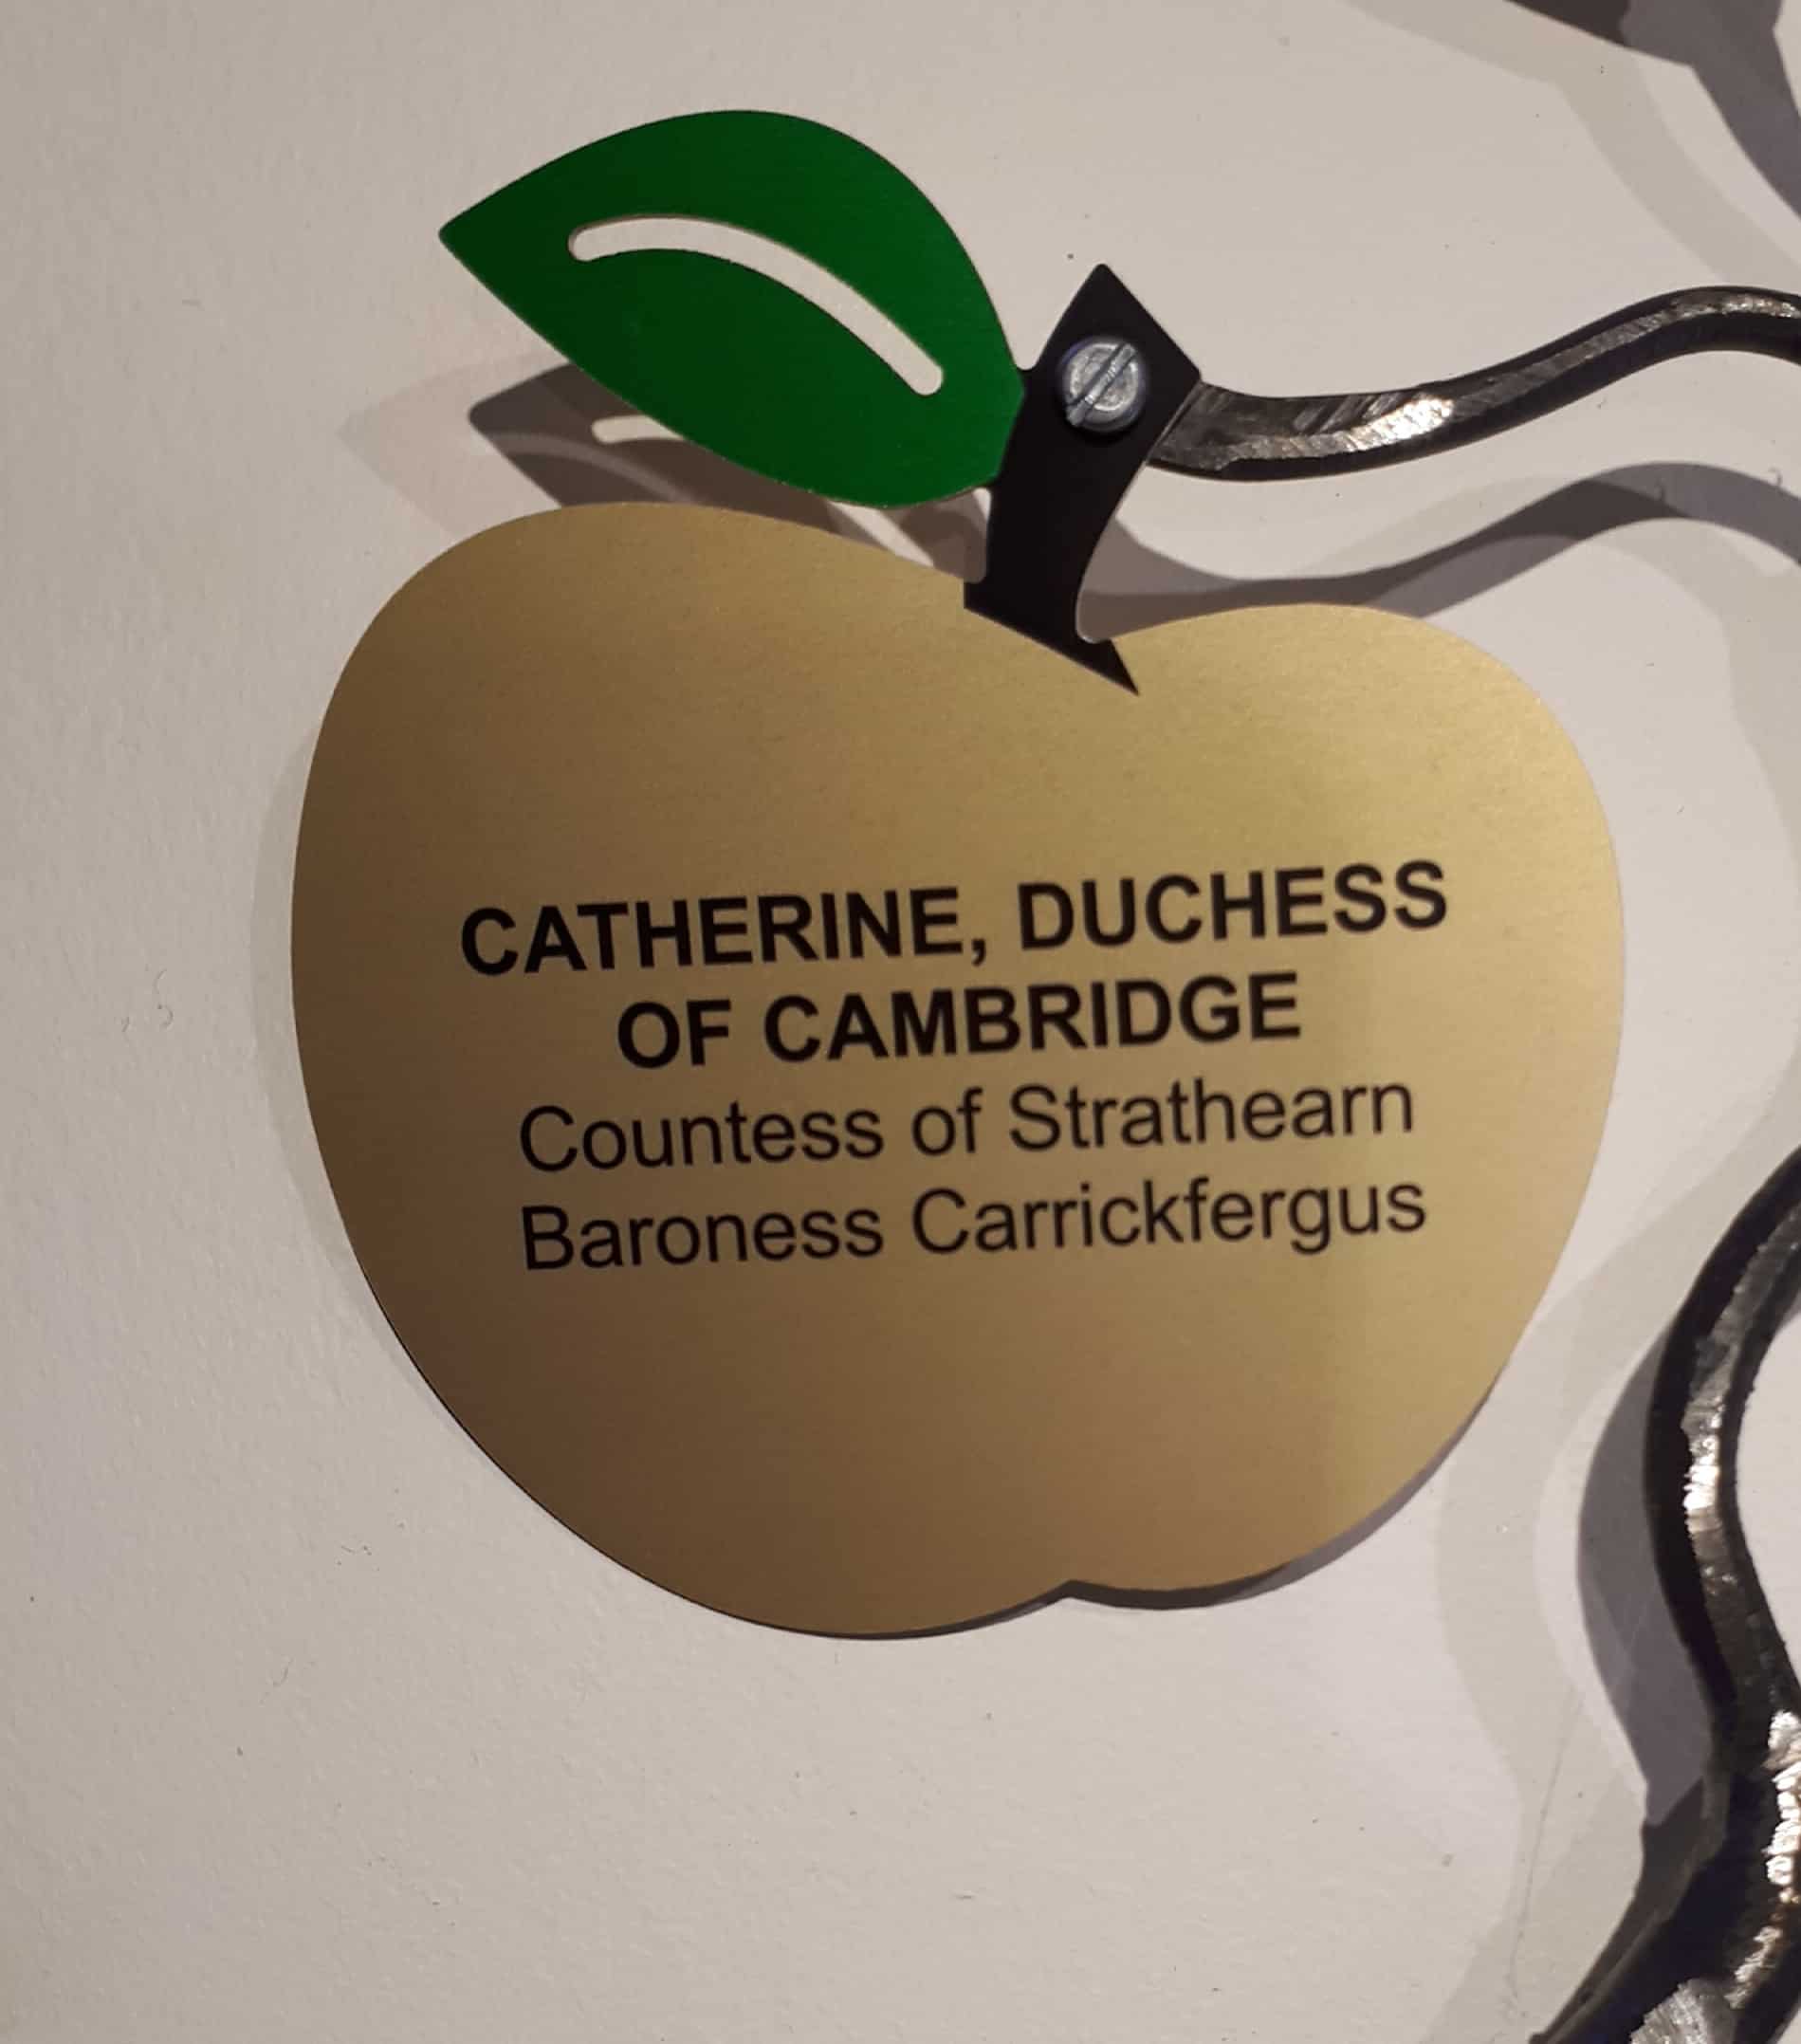 CATHERINE, DUCHESS
OF CAMBRIDGE
Countess of Strathearn
Baroness Carrickfergus